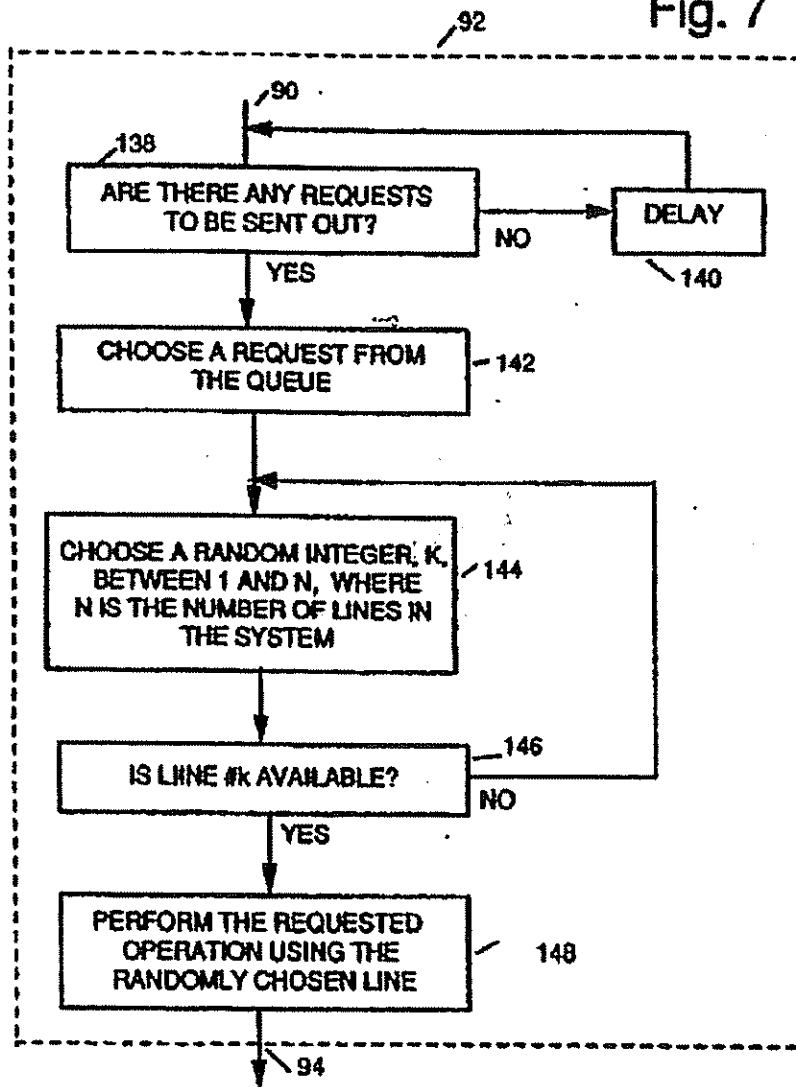 Fig. 7
92
90
138
ARE THERE ANY REQUESTS
TO BE SENT OUT?
NO
DELAY
140
YES
CHOOSE A REQUEST FROM
THE QUEUE
142
CHOOSE A RANDOM INTEGER, K,
BETWEEN 1 AND N, WHERE
N IS THE NUMBER OF LINES IN
THE SYSTEM
144
146
IS LIINE #k AVAILABLE?
NO
YES
PERFORM THE REQUESTED
OPERATION USING THE
RANDOMLY CHOSEN LINE
148
94